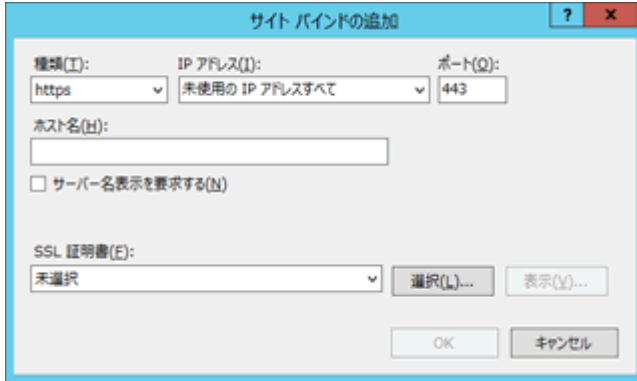 サイト バインドの追加
? x
種類(T): IP アドレス(I): ポート(O):
https 未使用の IP アドレスすべて 443
ホスト名(H):
サーバー名表示を要求する(N)
SSL 証明書(F):
未選択 選択(L)... 表示(V)...
OK キャンセル